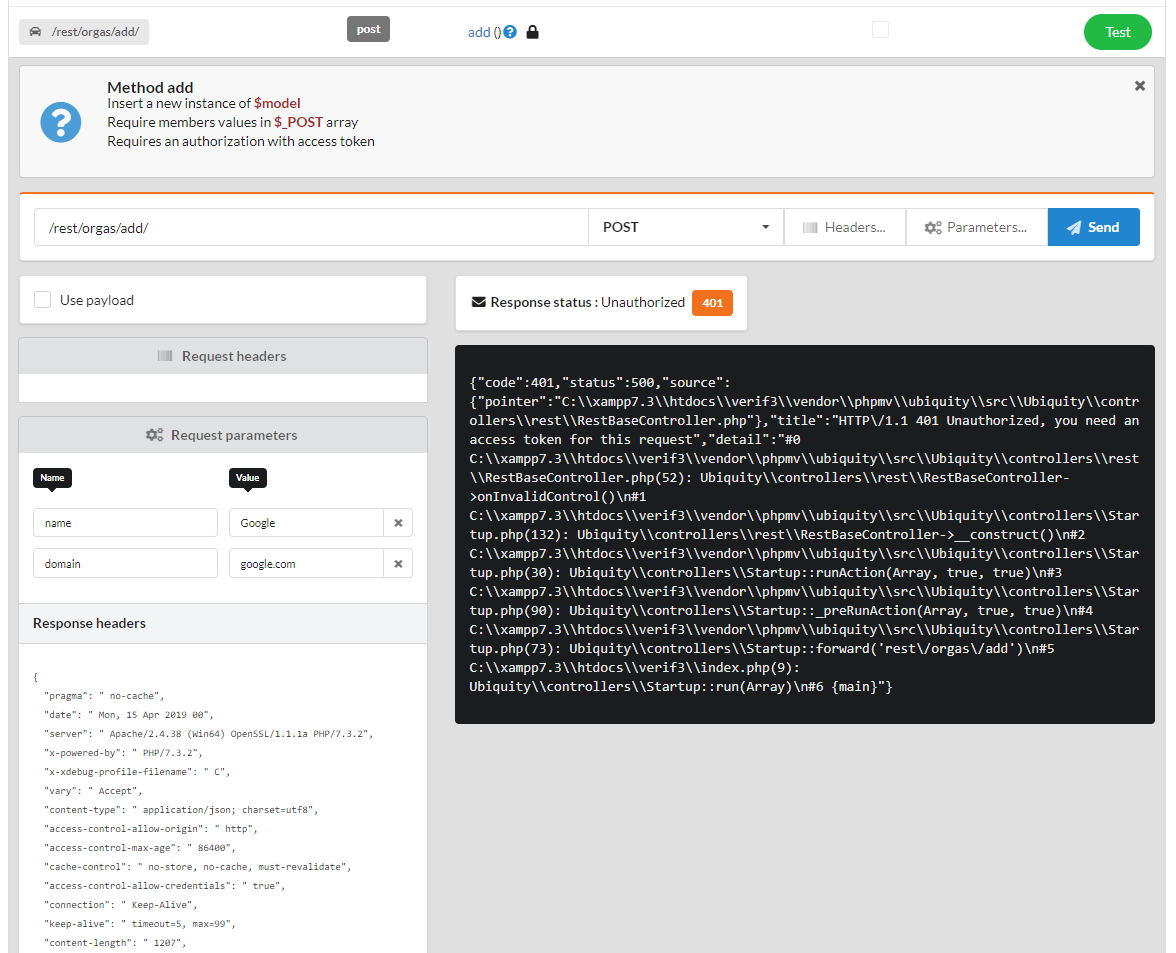 /rest/orgas/add/
post
add ()
Test
Method add
Insert a new instance of $model
Require members values in $_POST array
Requires an authorization with access token
/rest/orgas/add/
POST
Headers...
Parameters...
Send
Use payload
Request headers
Request parameters
Name
Value
name
Google
domain
google.com
Response headers
{
"pragma": " no-cache",
"date": " Mon, 15 Apr 2019 00",
"server": " Apache/2.4.38 (Win64) OpenSSL/1.1.1a PHP/7.3.2",
"x-powered-by": " PHP/7.3.2",
"x-xdebug-profile-filename": " C",
"vary": " Accept",
"content-type": " application/json; charset=utf8",
"access-control-allow-origin": " http",
"access-control-max-age": " 86400",
"cache-control": " no-store, no-cache, must-revalidate",
"access-control-allow-credentials": " true",
"connection": " Keep-Alive",
"keep-alive": " timeout=5, max=99",
"content-length": " 1207",
Response status : Unauthorized 401
{"code":401,"status":500,"source":
{"pointer":"C:\\xampp7.3\\htdocs\\verif3\\vendor\\phpmv\\ubiquity\\src\\Ubiquity\\contr
ollers\\rest\\RestBaseController.php"},"title":"HTTP\/1.1 401 Unauthorized, you need an
access token for this request","detail":"#0
C:\\xampp7.3\\htdocs\\verif3\\vendor\\phpmv\\ubiquity\\src\\Ubiquity\\controllers\\rest
\\RestBaseController.php(52): Ubiquity\\controllers\\rest\\RestBaseController-
>onInvalidControl()\n#1
C:\\xampp7.3\\htdocs\\verif3\\vendor\\phpmv\\ubiquity\\src\\Ubiquity\\controllers\\Star
tup.php(132): Ubiquity\\controllers\\rest\\RestBaseController->__construct()\n#2
C:\\xampp7.3\\htdocs\\verif3\\vendor\\phpmv\\ubiquity\\src\\Ubiquity\\controllers\\Star
tup.php(30): Ubiquity\\controllers\\Startup::runAction(Array, true, true)\n#3
C:\\xampp7.3\\htdocs\\verif3\\vendor\\phpmv\\ubiquity\\src\\Ubiquity\\controllers\\Star
tup.php(90): Ubiquity\\controllers\\Startup::_preRunAction(Array, true, true)\n#4
C:\\xampp7.3\\htdocs\\verif3\\vendor\\phpmv\\ubiquity\\src\\Ubiquity\\controllers\\Star
tup.php(73): Ubiquity\\controllers\\Startup::forward('rest\/orgas\/add')\n#5
C:\\xampp7.3\\htdocs\\verif3\\index.php(9):
Ubiquity\\controllers\\Startup::run(Array)\n#6 {main}"}